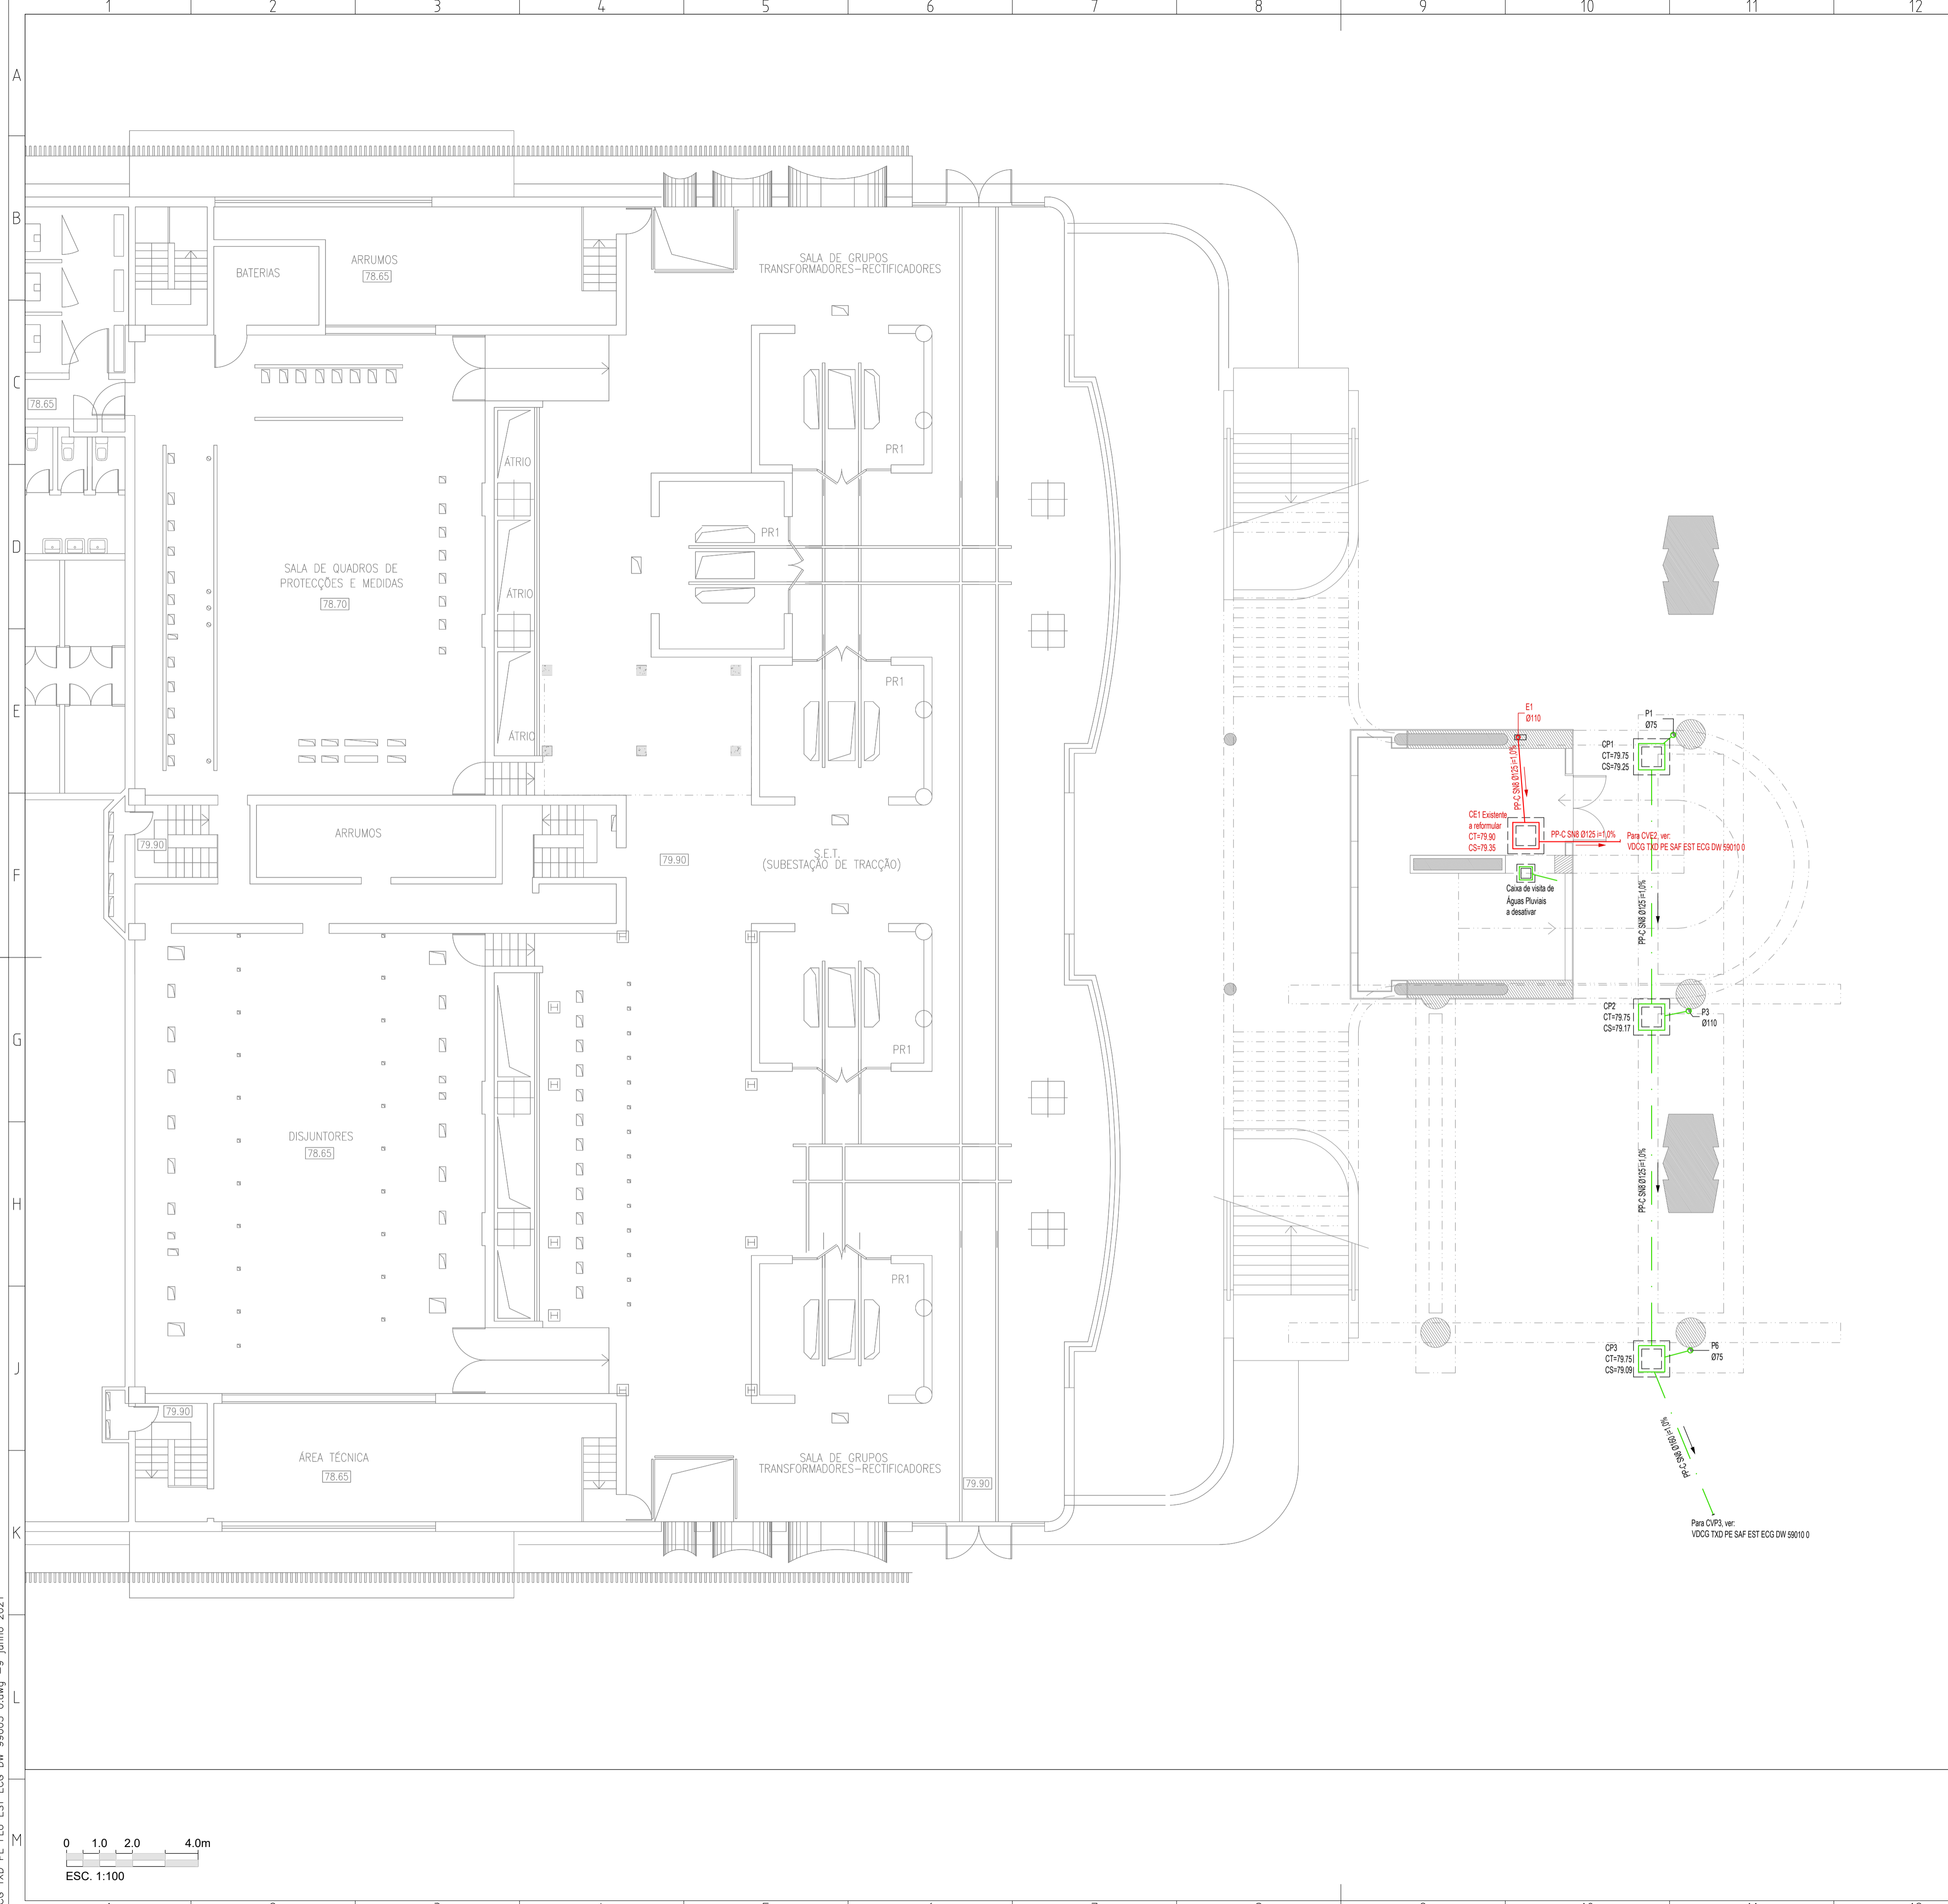 1 2 3 4 5 6 7 8 9 10 11 12
A
B
C
D
E
F
G
H
J
K
L
M
BATERIAS
ARRUMOS
78.65
SALA DE GRUPOS
TRANSFORMADORES-RECTIFICADORES
78.65
ÁTRIO
PR1
SALA DE QUADROS DE
PROTECÇÕES E MEDIDAS
78.70
ÁTRIO
PR1
ÁTRIO
PR1
ARRUMOS
79.90
79.90
S.E.T.
(SUBESTAÇÃO DE TRACÇÃO)
PR1
DISJUNTORES
78.65
PR1
79.90
ÁREA TÉCNICA
78.65
SALA DE GRUPOS
TRANSFORMADORES-RECTIFICADORES
79.90
E1
Ø110
PP-C SN8 Ø125 i=1,0%
CE1 Existente
a reformular
CT=79.90
CS=79.35
PP-C SN8 Ø125 i=1,0%
Para CVE2, ver:
VDCG TXD PE SAF EST ECG DW 59010 0
Caixa de visita de
Águas Pluviais
a desativar
P1
Ø75
CP1
CT=79.75
CS=79.25
PP-C SN8 Ø125 i=1,0%
CP2
CT=79.75
CS=79.17
P3
Ø110
PP-C SN8 Ø125 i=1,0%
CP3
CT=79.75
CS=79.09
P6
Ø75
PP-C SN8 Ø160 i=1,0%
Para CVP3, ver:
VDCG TXD PE SAF EST ECG DW 59010 0
0 1.0 2.0 4.0m
ESC. 1:100